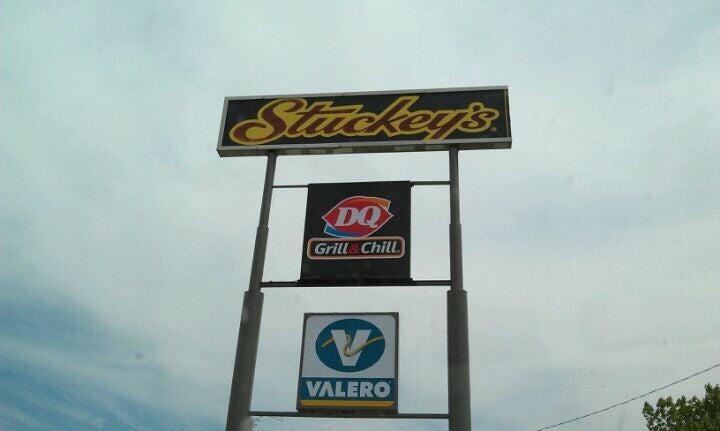 Stuckey's
DQ
Grill & Chill
V
VALERO